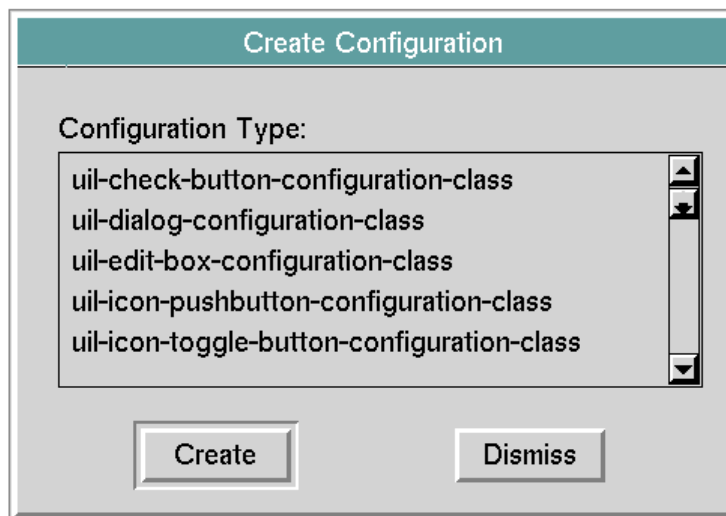 Create Configuration
Configuration Type:
uil-check-button-configuration-class
uil-dialog-configuration-class
uil-edit-box-configuration-class
uil-icon-pushbutton-configuration-class
uil-icon-toggle-button-configuration-class
Create
Dismiss